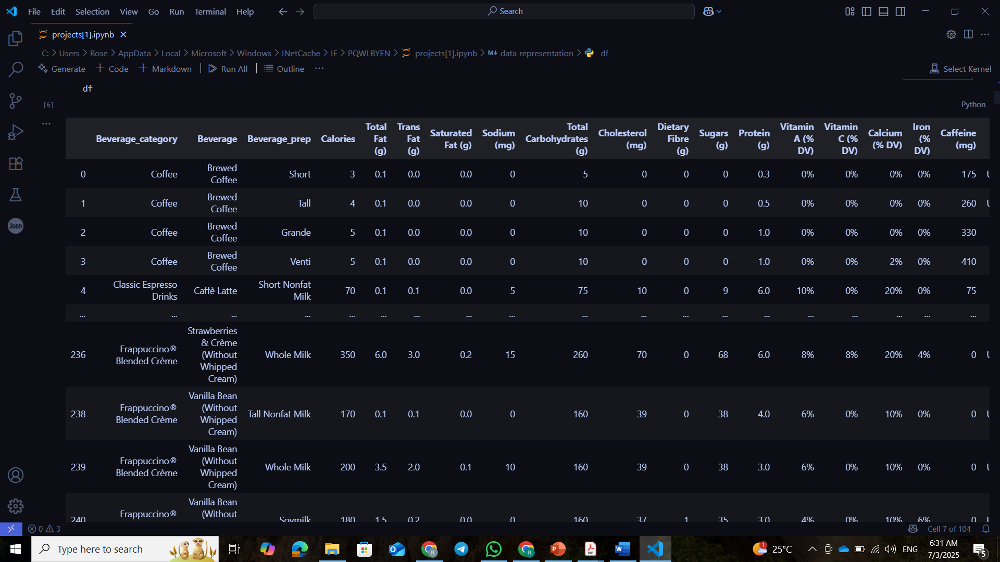 File Edit Selection View Go Run Terminal Help Search
projects[1].ipynb
C: Users Rose AppData Local Microsoft Windows INetCache IE PQWLBYEN projects[1].ipynb data representation df
Generate Code Markdown Run All Outline ... Select Kernel
df
[6] Python
...
Beverage_category Beverage Beverage_prep Calories Total Fat (g) Trans Fat (g) Saturated Fat (g) Sodium (mg) Total Carbohydrates (g) Cholesterol (mg) Dietary Fibre (g) Sugars (g) Protein (g) Vitamin A (% DV) Vitamin C (% DV) Calcium (% DV) Iron (% DV) Caffeine (mg)
0 Coffee Brewed Coffee Short 3 0.1 0.0 0.0 0 5 0 0 0 0.3 0% 0% 0% 0% 175
1 Coffee Brewed Coffee Tall 4 0.1 0.0 0.0 0 10 0 0 0 0.5 0% 0% 0% 0% 260
2 Coffee Brewed Coffee Grande 5 0.1 0.0 0.0 0 10 0 0 0 1.0 0% 0% 0% 0% 330
3 Coffee Brewed Coffee Venti 5 0.1 0.0 0.0 0 10 0 0 0 1.0 0% 0% 2% 0% 410
4 Classic Espresso Drinks Caffè Latte Short Nonfat Milk 70 0.1 0.1 0.0 5 75 10 0 9 6.0 10% 0% 20% 0% 75
... ... ... ... ... ... ... ... ... ... ... ... ... ... ... ... ... ... ...
236 Frappuccino® Blended Crème Strawberries & Crème (Without Whipped Cream) Whole Milk 350 6.0 3.0 0.2 15 260 70 0 68 6.0 8% 8% 20% 4% 0
238 Frappuccino® Blended Crème Vanilla Bean (Without Whipped Cream) Tall Nonfat Milk 170 0.1 0.1 0.0 0 160 39 0 38 4.0 6% 0% 10% 0% 0
239 Frappuccino® Blended Crème Vanilla Bean (Without Whipped Cream) Whole Milk 200 3.5 2.0 0.1 10 160 39 0 38 3.0 6% 0% 10% 0% 0
240 Frappuccino® Vanilla Bean (Without Soymilk 180 1.5 0.2 0.0 0 160 37 1 35 3.0 4% 0% 10% 6% 0
0 3 Cell 7 of 104
Type here to search 1 25°C ENG 6:31 AM
7/3/2025 5
Json